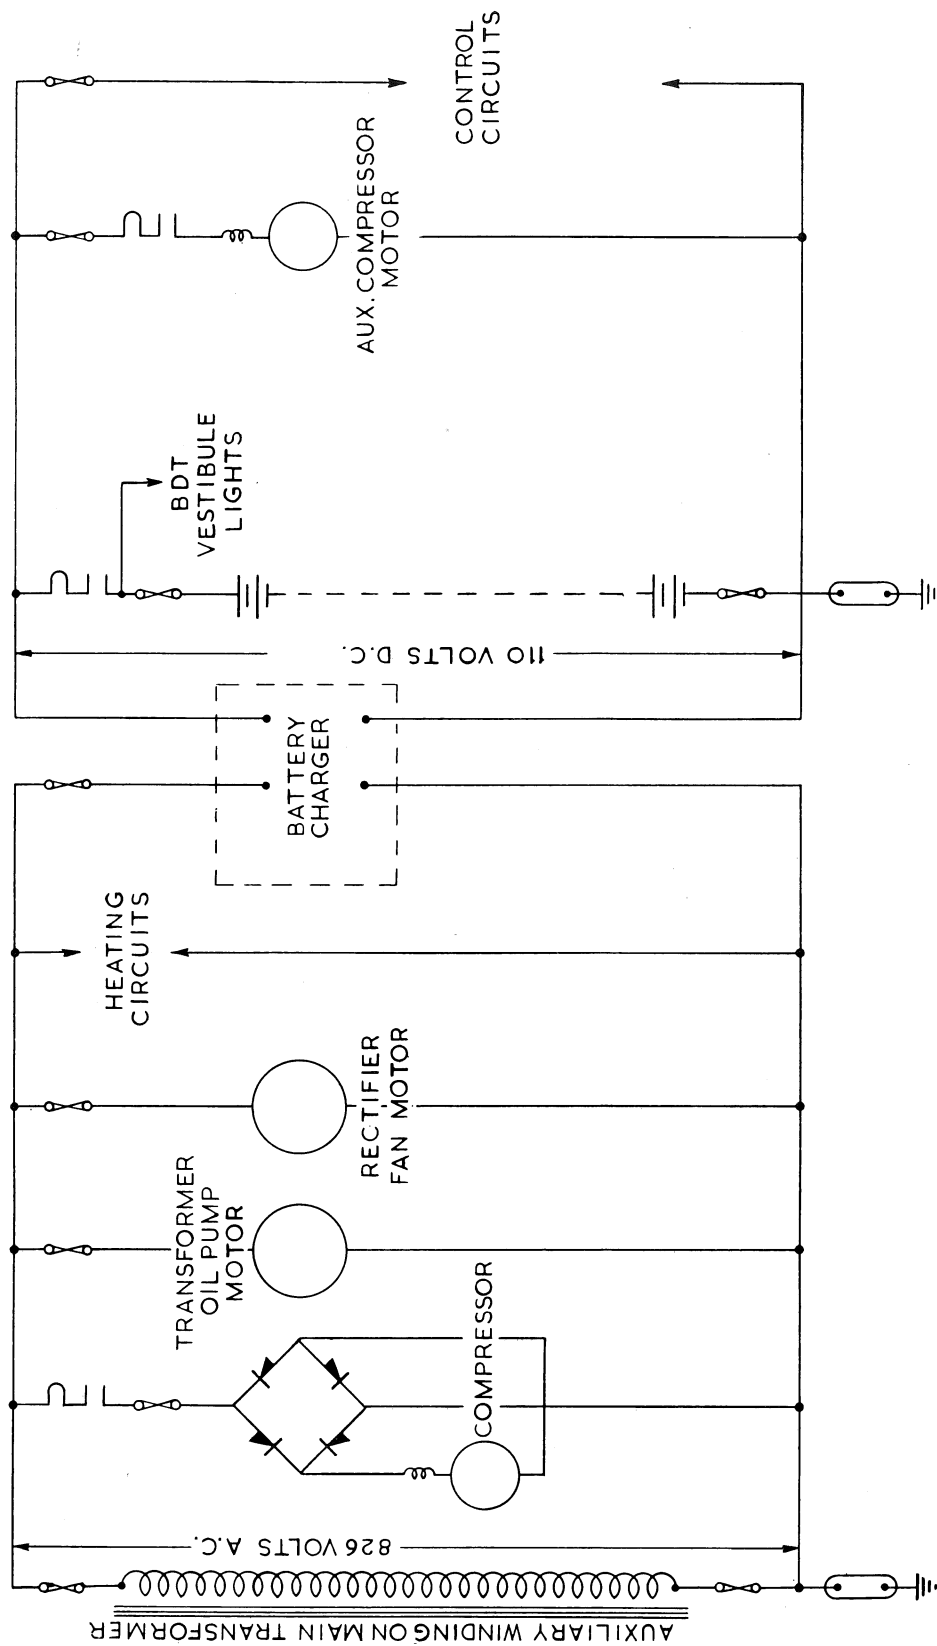 AUXILIARY WINDING ON MAIN TRANSFORMER
826 VOLTS A.C.
COMPRESSOR
TRANSFORMER
OIL PUMP
MOTOR
RECTIFIER
FAN MOTOR
HEATING
CIRCUITS
BATTERY
CHARGER
110 VOLTS D.C.
BDT
VESTIBULE
LIGHTS
AUX. COMPRESSOR
MOTOR
CONTROL
CIRCUITS